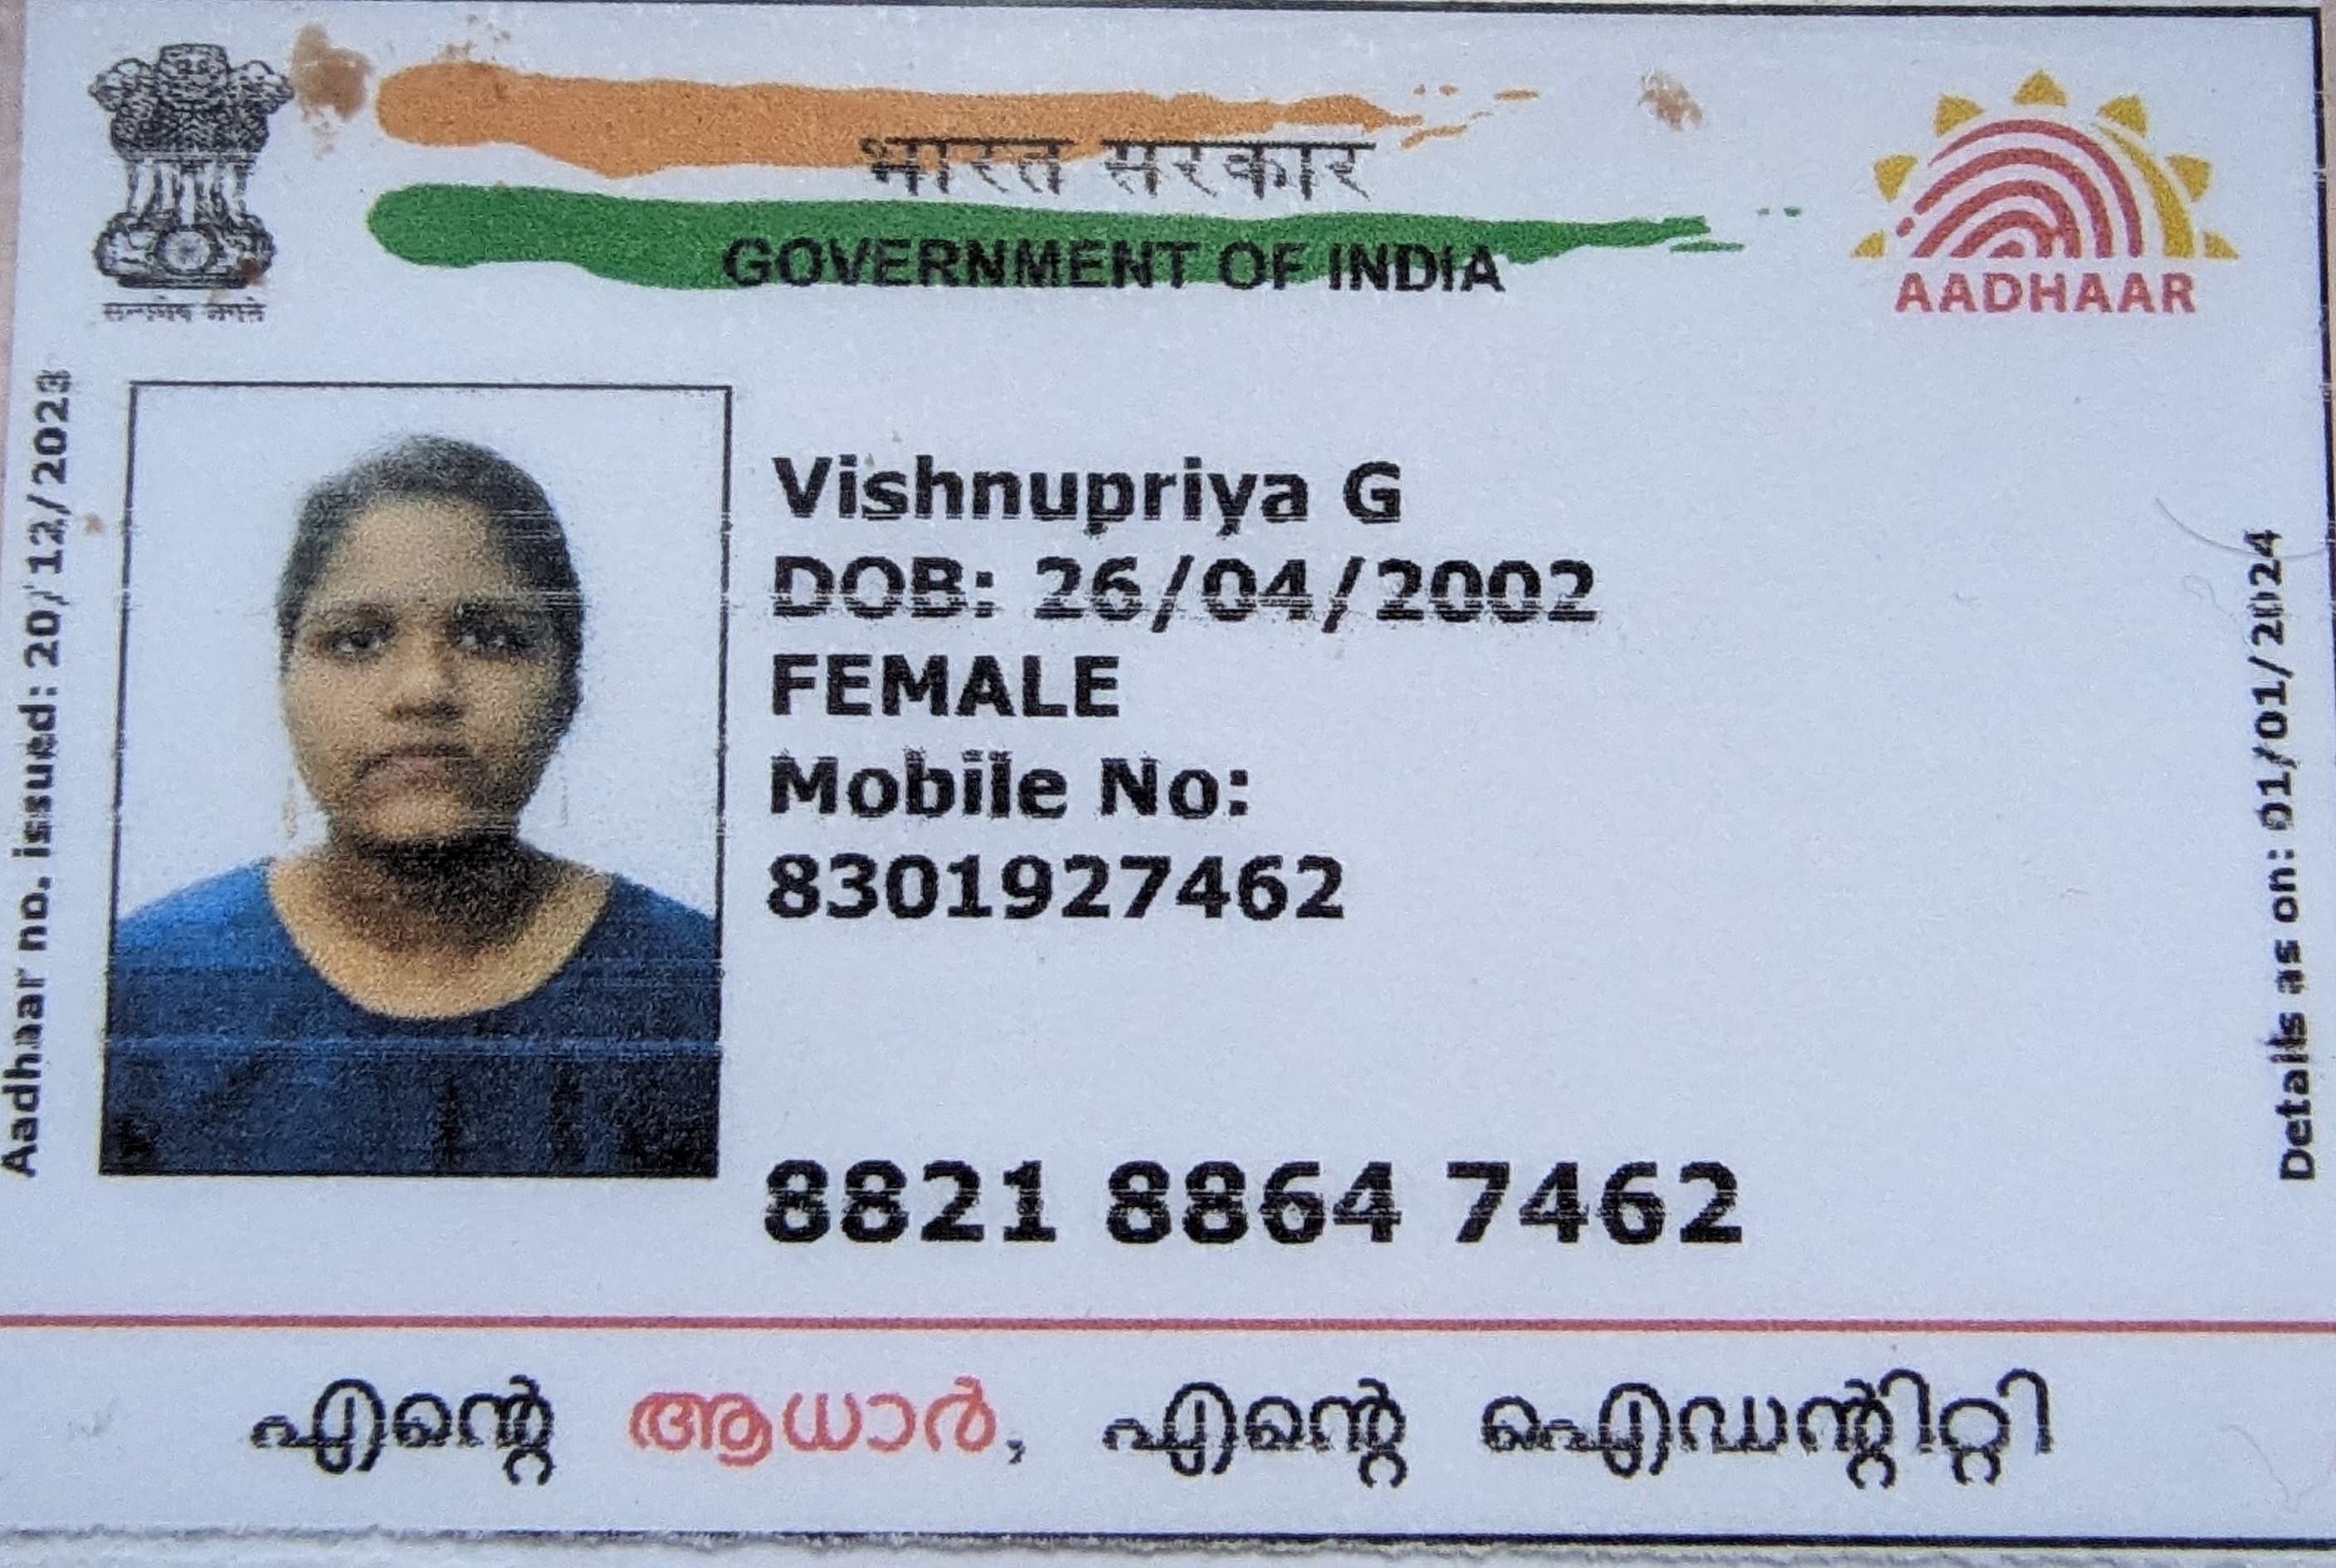 भारत सरकार
GOVERNMENT OF INDIA
AADHAAR
सत्यमेव जयते
Aadhaar no. issued: 20/12/2023
Vishnupriya G
DOB: 26/04/2002
FEMALE
Mobile No:
8301927462
Details as on: 01/01/2024
8821 8864 7462
എന്റെ ആധാർ, എന്റെ ഐഡന്റിറ്റി